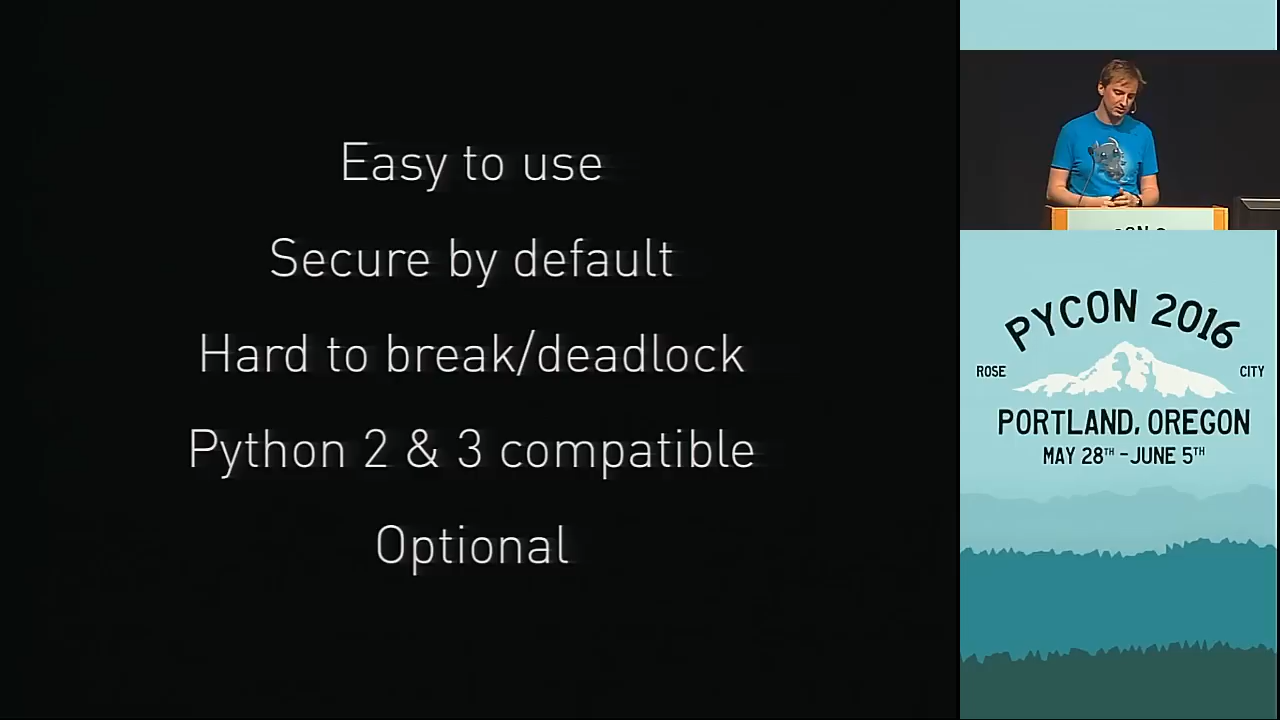 Easy to use
Secure by default
Hard to break/deadlock
Python 2 & 3 compatible
Optional
PYCON 2016
ROSE CITY
PORTLAND, OREGON
MAY 28TH - JUNE 5TH